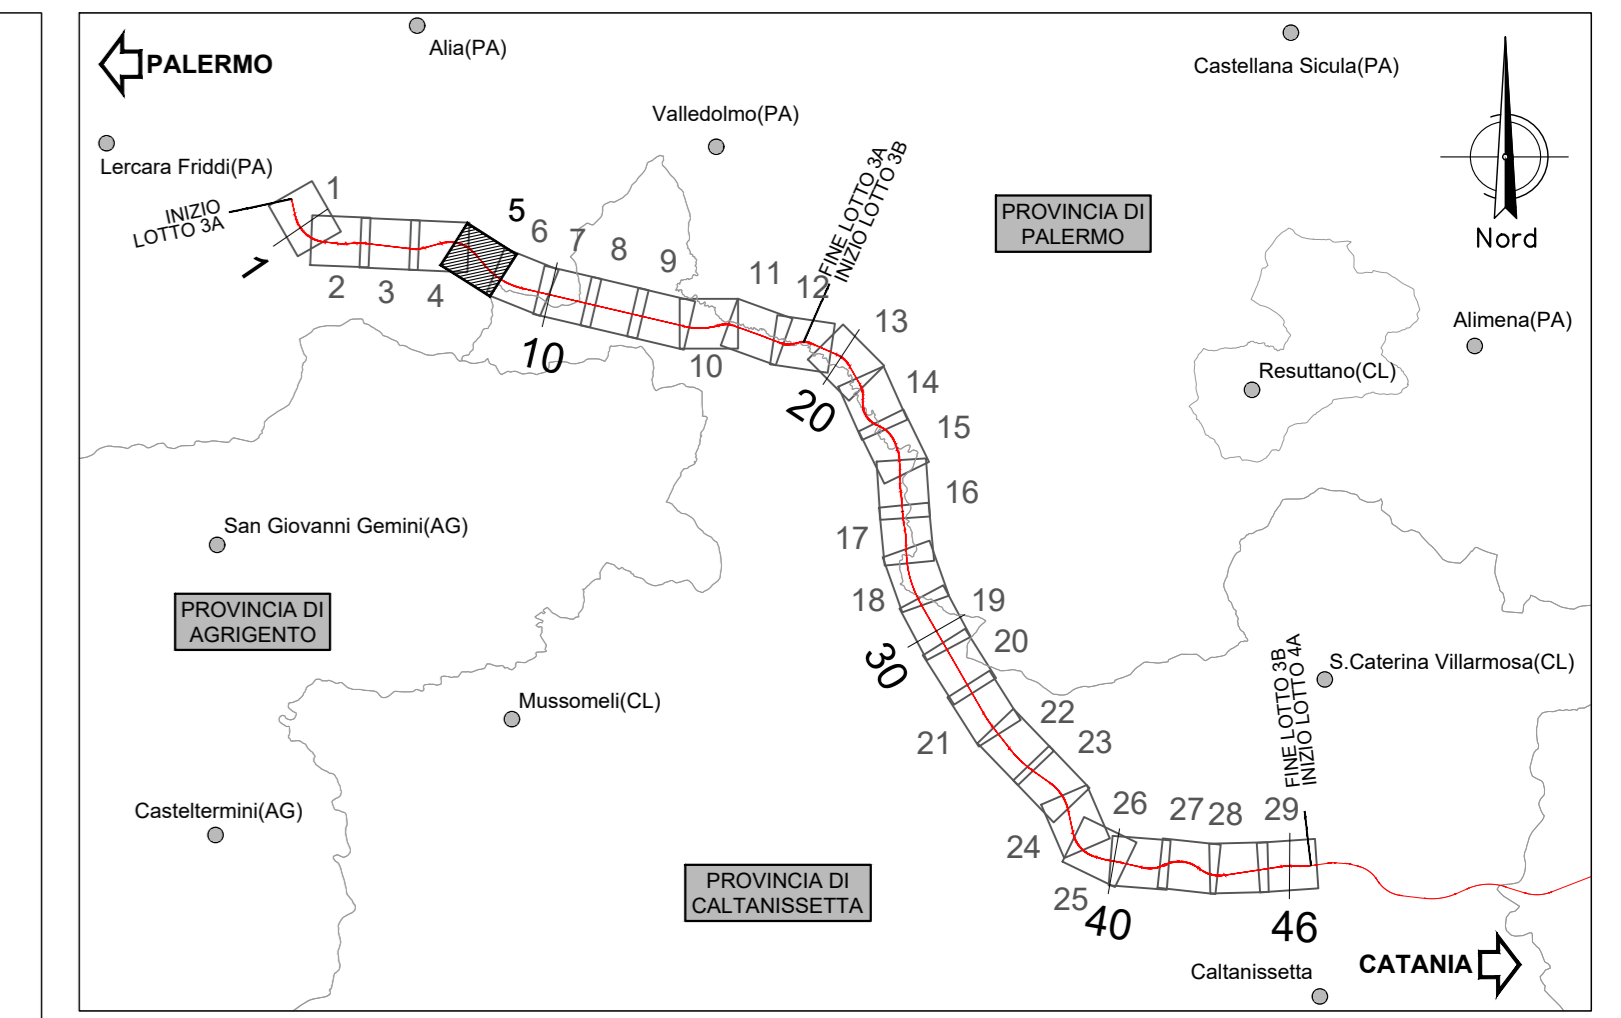 Alia(PA)
PALERMO
Castellana Sicula(PA)
Valledolmo(PA)
Lercara Friddi(PA)
INIZIO
LOTTO 3A
FINE LOTTO 3A
INIZIO LOTTO 3B
PROVINCIA DI
PALERMO
Nord
1
1
2
3
4
5
6
7
8
9
10
10
11
12
13
14
15
20
Alimena(PA)
Resuttano(CL)
16
17
18
19
20
30
San Giovanni Gemini(AG)
PROVINCIA DI
AGRIGENTO
Mussomeli(CL)
Casteltermini(AG)
S.Caterina Villarmosa(CL)
FINE LOTTO 3B
INIZIO LOTTO 4A
21
22
23
24
25
26
27
28
29
40
46
PROVINCIA DI
CALTANISSETTA
Caltanissetta
CATANIA